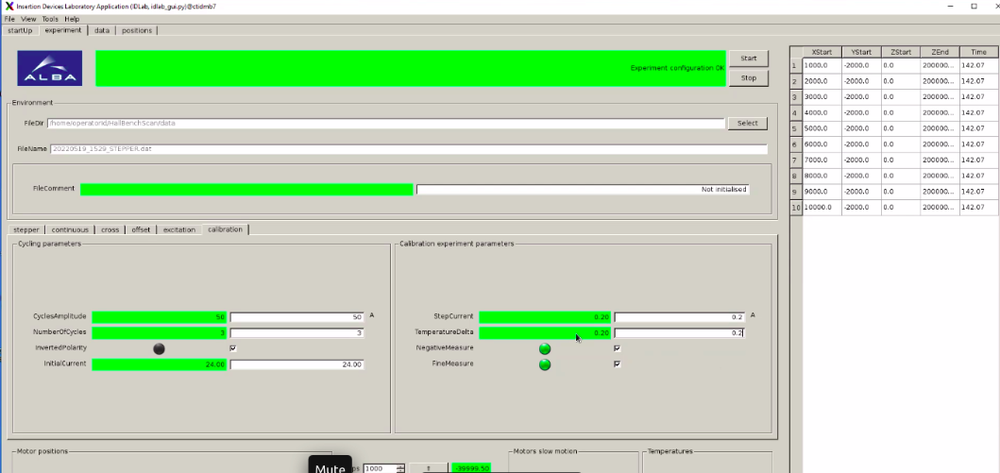 Insertion Devices Laboratory Application (IDLab, idlab_gui.py)@ctidmb7
File View Tools Help
startUp experiment data positions
ALBA
Experiment configuration OK
Start
Stop
Environment
FileDir /home/operatorid/HallBenchScan/data Select
FileName 20220519_1529_STEPPER.dat
FileComment Not initialised
stepper continuous cross offset excitation calibration
Cycling parameters
CyclesAmplitude 50 50 A
NumberOfCycles 3 3
InvertedPolarity
InitialCurrent 24.00 24.00
Calibration experiment parameters
StepCurrent 0.20 0.2 A
TemperatureDelta 0.20 0.2
NegativeMeasure
FineMeasure
Motor positions
Mute
1000
-39999.50
Motors slow motion
Temperatures
XStart YStart ZStart ZEnd Time
1 1000.0 -2000.0 0.0 200000... 142.07
2 2000.0 -2000.0 0.0 200000... 142.07
3 3000.0 -2000.0 0.0 200000... 142.07
4 4000.0 -2000.0 0.0 200000... 142.07
5 5000.0 -2000.0 0.0 200000... 142.07
6 6000.0 -2000.0 0.0 200000... 142.07
7 7000.0 -2000.0 0.0 200000... 142.07
8 8000.0 -2000.0 0.0 200000... 142.07
9 9000.0 -2000.0 0.0 200000... 142.07
10 10000.0 -2000.0 0.0 200000... 142.07